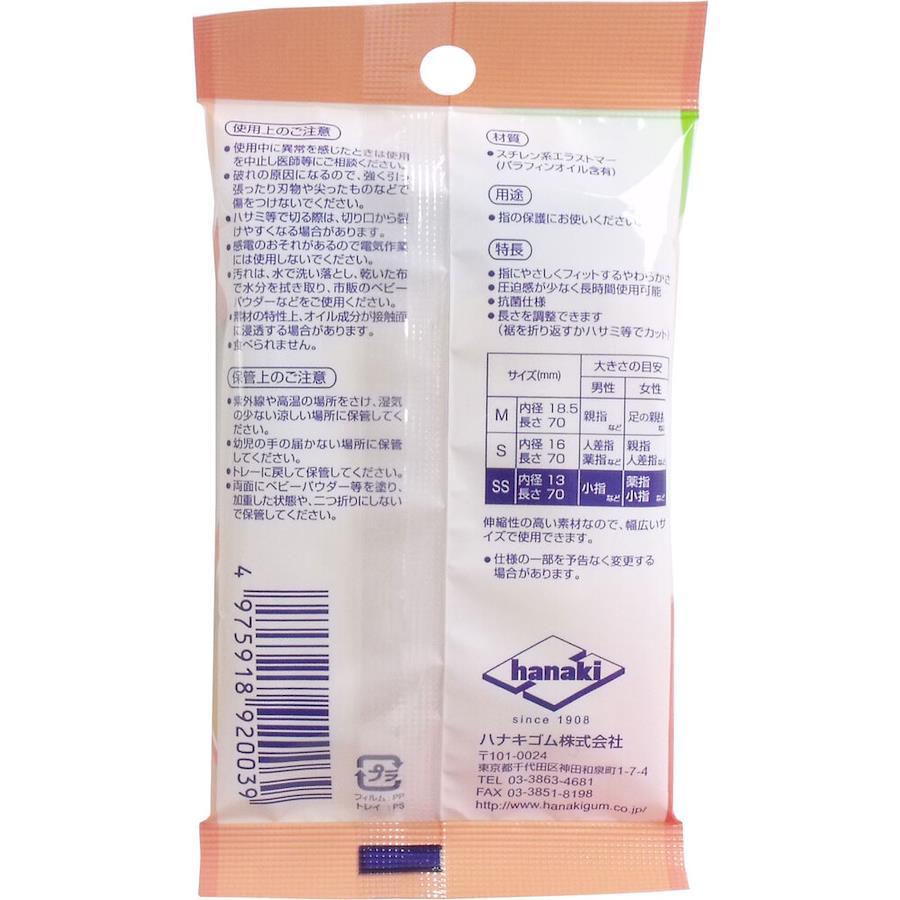 使用上のご注意
●使用中に異常を感じたときは使用
を中止し医師等にご相談ください。
●破れの原因になるので、強く引っ
張ったり刃物や尖ったものなどで
傷をつけないでください。
●ハサミ等で切る際は、切り口から裂
けやすくなる場合があります。
●感電のおそれがあるので電気作業
には使用しないでください。
●汚れは、水で洗い落とし、乾いた布
で水分を拭き取り、市販のベビー
パウダーなどをご使用ください。
●素材の特性上、オイル成分が接触面
に浸透する場合があります。
●食べられません。
保管上のご注意
●紫外線や高温の場所をさけ、湿気
の少ない涼しい場所に保管してく
ださい。
●幼児の手の届かない場所に保管
してください。
●トレーに戻して保管してください。
●両面にベビーパウダー等を塗り、
加重した状態や、二つ折りにしない
で保管してください。
4 975918 920039
プラ
フィルム:PP
トレイ:PS
材質
●スチレン系エラストマー
(パラフィンオイル含有)
用途
●指の保護にお使いください。
特長
●指にやさしくフィットするやわらかさ
●圧迫感が少なく長時間使用可能
●抗菌仕様
●長さを調整できます
(裾を折り返すかハサミ等でカット)
サイズ(mm) 大きさの目安
男性 女性
M 内径 18.5 長さ 70 親指など 足の親指など
S 内径 16 長さ 70 人差指 薬指など 親指 人差指など
SS 内径 13 長さ 70 小指など 薬指 小指など
伸縮性の高い素材なので、幅広いサ
イズで使用できます。
●仕様の一部を予告なく変更する
場合があります。
hanaki
since 1908
ハナキゴム株式会社
〒101-0024
東京都千代田区神田和泉町1-7-4
TEL 03-3863-4681
FAX 03-3851-8198
http://www.hanakigum.co.jp/